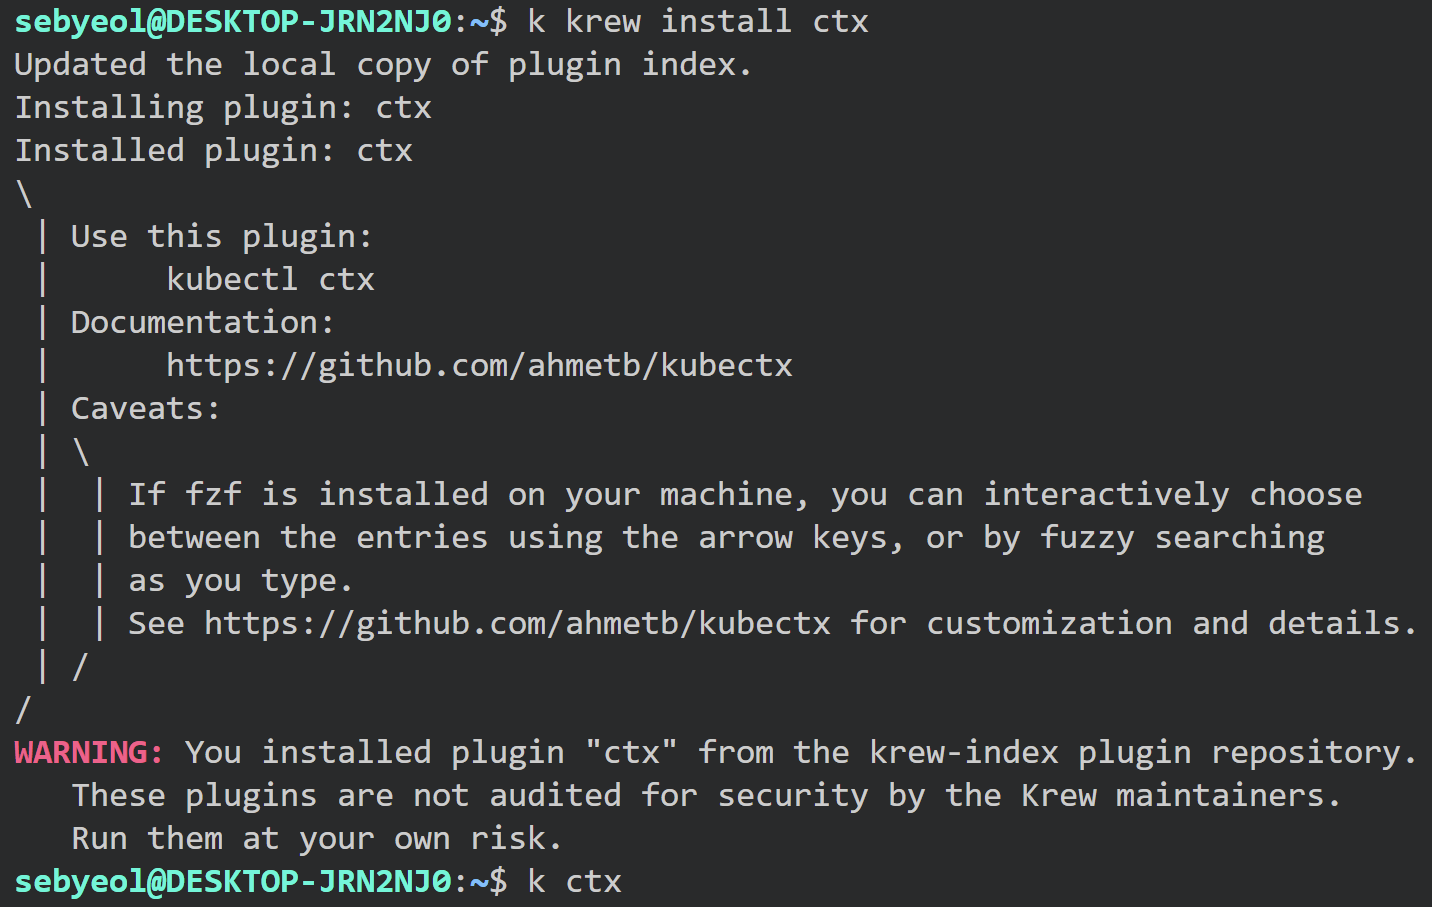 sebyeol@DESKTOP-JRN2NJ0:~$ k krew install ctx
Updated the local copy of plugin index.
Installing plugin: ctx
Installed plugin: ctx
\
 | Use this plugin:
 |      kubectl ctx
 | Documentation:
 |      https://github.com/ahmetb/kubectx
 | Caveats:
 | \
 |  | If fzf is installed on your machine, you can interactively choose
 |  | between the entries using the arrow keys, or by fuzzy searching
 |  | as you type.
 |  | See https://github.com/ahmetb/kubectx for customization and details.
 | /
/
WARNING: You installed plugin "ctx" from the krew-index plugin repository.
   These plugins are not audited for security by the Krew maintainers.
   Run them at your own risk.
sebyeol@DESKTOP-JRN2NJ0:~$ k ctx